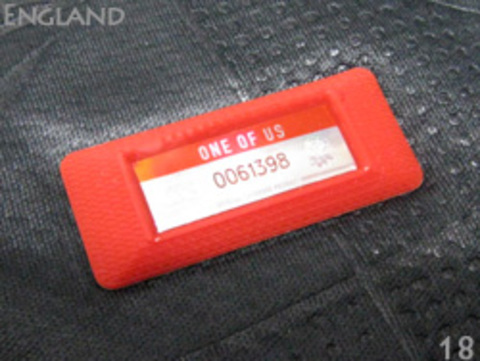 ENGLAND
ONE OF US
0061398
18